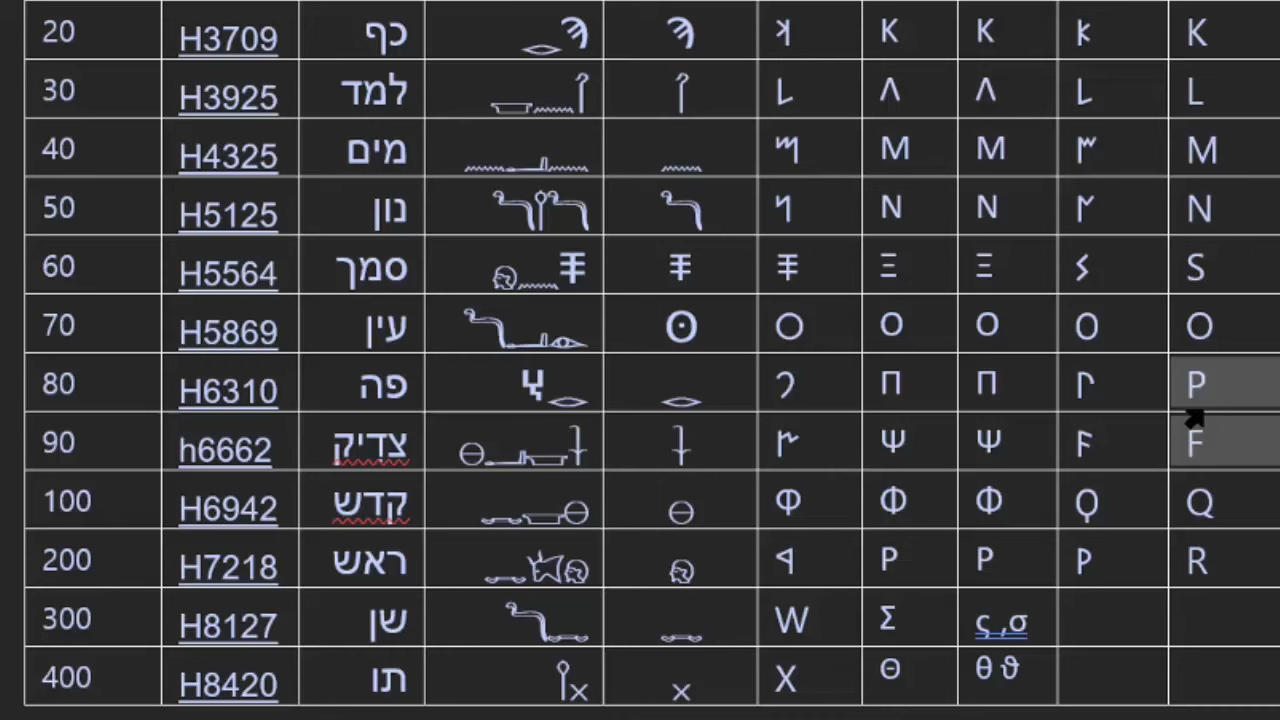 20 H3709 כף 𐤊 K K K K
30 H3925 למד 𐤋 Λ Λ L L
40 H4325 מים 𐤌 M M M M
50 H5125 נון 𐤍 N N N N
60 H5564 סמך 𐤎 Ξ Ξ S S
70 H5869 עין ʘ O O O O O
80 H6310 פה 𐤐 Π Π P
90 h6662 צדיק 𐤑 Ψ Ψ F F
100 H6942 קדש Φ Φ Φ Ϙ Q
200 H7218 ראש 𐤓 P P R
300 H8127 שן W Σ ς ,σ
400 H8420 תו X Θ θ ϑ